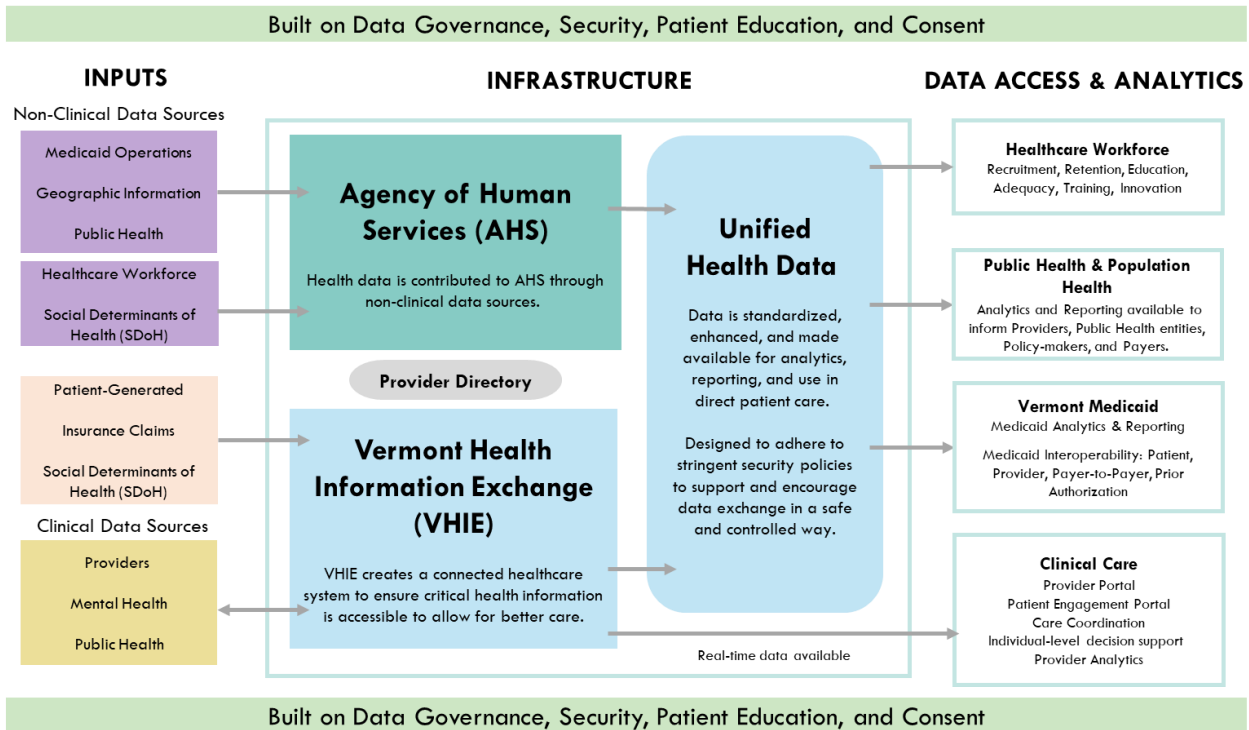 Built on Data Governance, Security, Patient Education, and Consent
INPUTS
Non-Clinical Data Sources
Medicaid Operations
Geographic Information
Public Health
Healthcare Workforce
Social Determinants of
Health (SDoH)
Patient-Generated
Insurance Claims
Social Determinants of
Health (SDoH)
Clinical Data Sources
Providers
Mental Health
Public Health
INFRASTRUCTURE
Agency of Human
Services (AHS)
Health data is contributed to AHS through
non-clinical data sources.
Provider Directory
Vermont Health
Information Exchange
(VHIE)
VHIE creates a connected healthcare
system to ensure critical health information
is accessible to allow for better care.
Unified
Health Data
Data is standardized,
enhanced, and made
available for analytics,
reporting, and use in
direct patient care.
Designed to adhere to
stringent security policies
to support and encourage
data exchange in a safe
and controlled way.
Real-time data available
DATA ACCESS & ANALYTICS
Healthcare Workforce
Recruitment, Retention, Education,
Adequacy, Training, Innovation
Public Health & Population
Health
Analytics and Reporting available to
inform Providers, Public Health entities,
Policy-makers, and Payers.
Vermont Medicaid
Medicaid Analytics & Reporting
Medicaid Interoperability: Patient,
Provider, Payer-to-Payer, Prior
Authorization
Clinical Care
Provider Portal
Patient Engagement Portal
Care Coordination
Individual-level decision support
Provider Analytics
Built on Data Governance, Security, Patient Education, and Consent